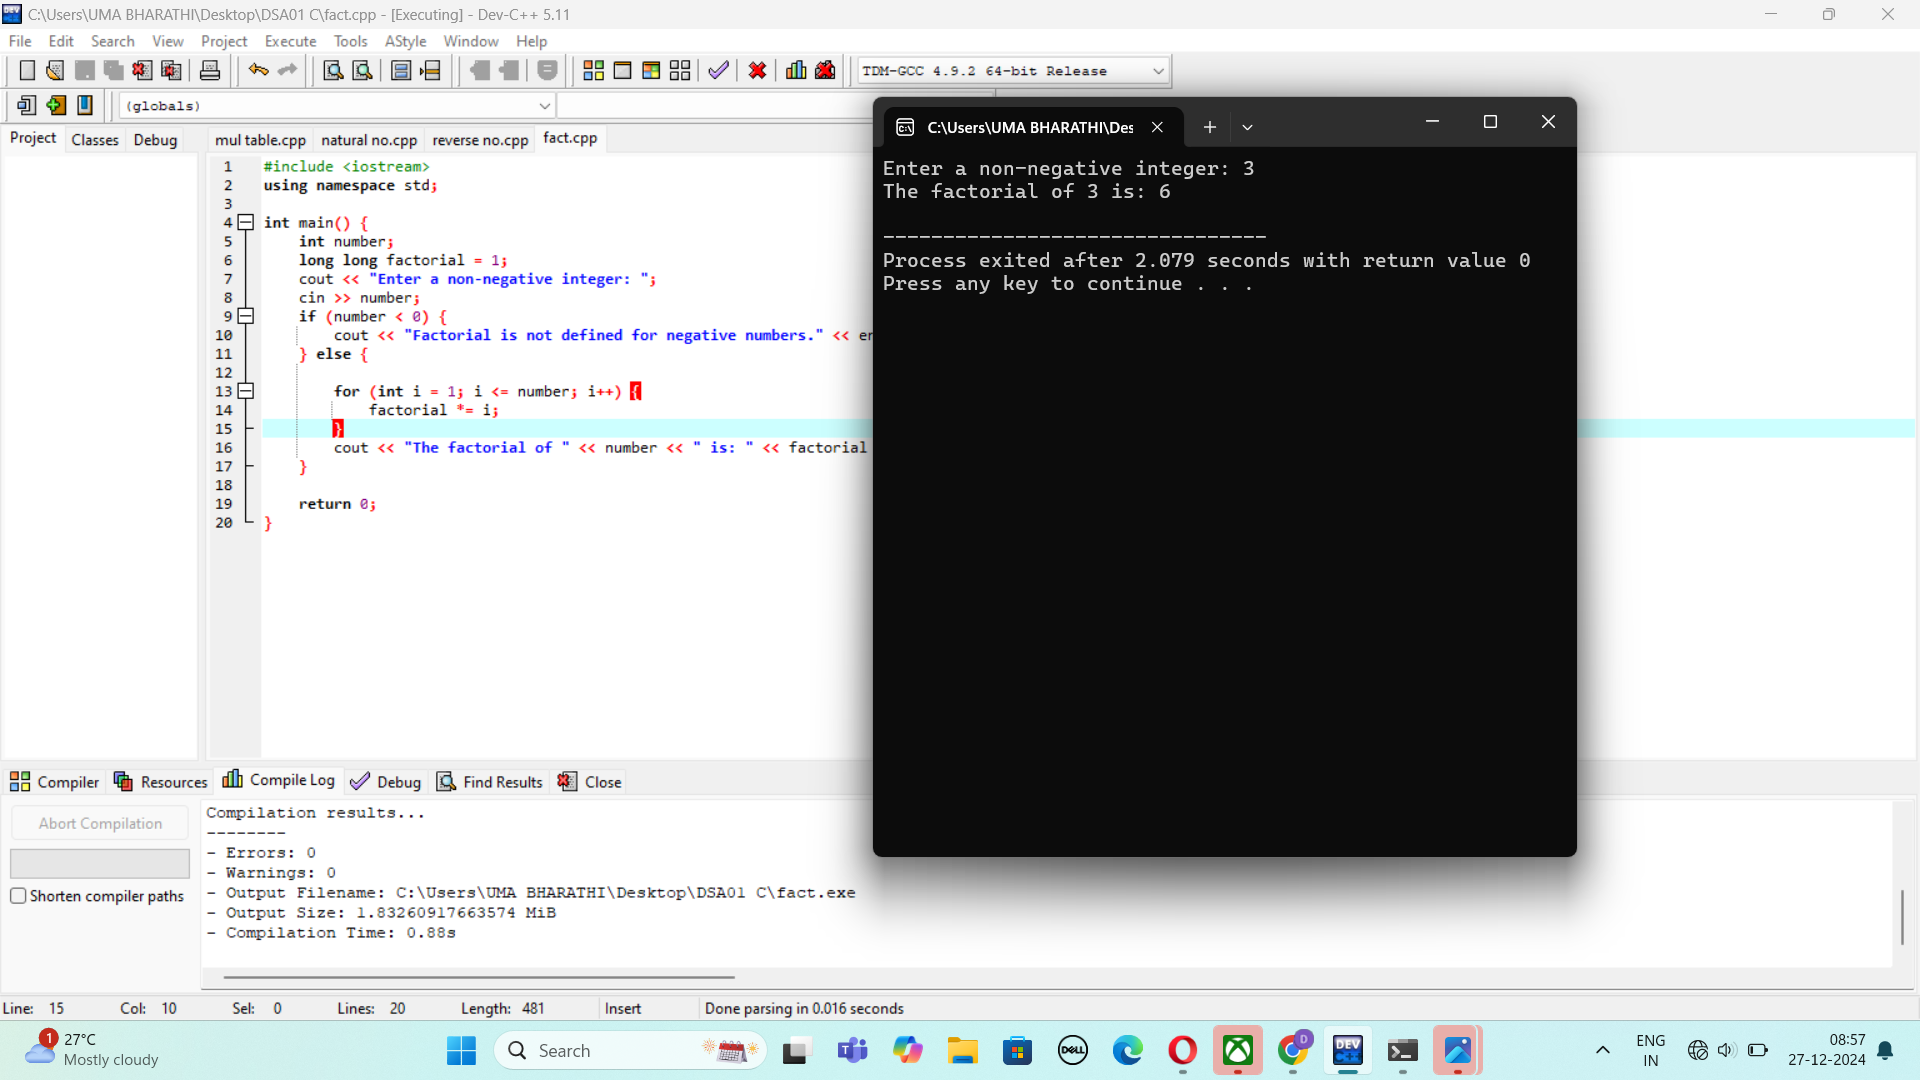 C:\Users\UMA BHARATHI\Desktop\DSA01 C\fact.cpp - [Executing] - Dev-C++ 5.11
File Edit Search View Project Execute Tools AStyle Window Help
TDM-GCC 4.9.2 64-bit Release
(globals)
Project Classes Debug
mul table.cpp natural no.cpp reverse no.cpp fact.cpp
1 #include <iostream>
2 using namespace std;
3
4 int main() {
5 int number;
6 long long factorial = 1;
7 cout << "Enter a non-negative integer: ";
8 cin >> number;
9 if (number < 0) {
10 cout << "Factorial is not defined for negative numbers." <<
11 } else {
12
13 for (int i = 1; i <= number; i++) {
14 factorial *= i;
15 }
16 cout << "The factorial of " << number << " is: " << factorial
17 }
18
19 return 0;
20 }
C:\Users\UMA BHARATHI\Des
Enter a non-negative integer: 3
The factorial of 3 is: 6
--------------------------------
Process exited after 2.079 seconds with return value 0
Press any key to continue . . .
Compiler Resources Compile Log Debug Find Results Close
Abort Compilation
Shorten compiler paths
Compilation results...
--------
- Errors: 0
- Warnings: 0
- Output Filename: C:\Users\UMA BHARATHI\Desktop\DSA01 C\fact.exe
- Output Size: 1.83260917663574 MiB
- Compilation Time: 0.88s
Line: 15 Col: 10 Sel: 0 Lines: 20 Length: 481 Insert Done parsing in 0.016 seconds
1
27°C
Mostly cloudy
Search
DELL
D
DEV
C++
ENG
IN
08:57
27-12-2024